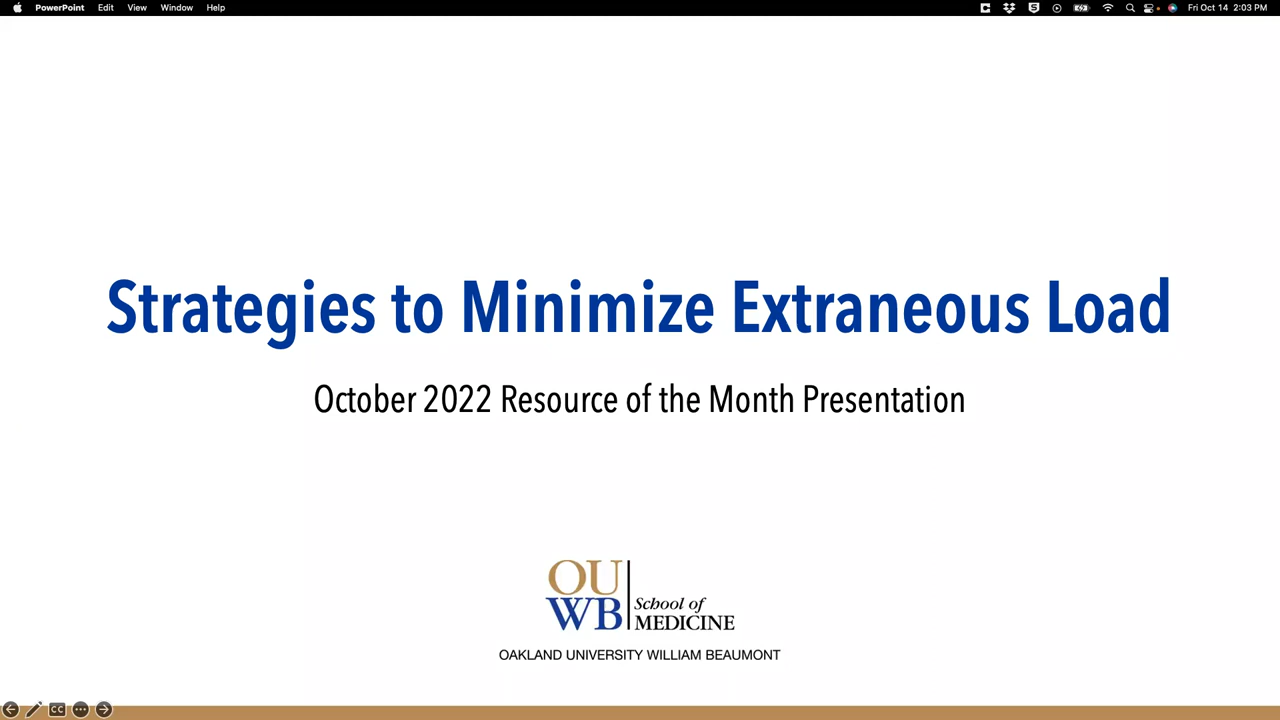 PowerPoint Edit View Window Help Fri Oct 14 2:03 PM
Strategies to Minimize Extraneous Load
October 2022 Resource of the Month Presentation
OU
WB
School of
MEDICINE
OAKLAND UNIVERSITY WILLIAM BEAUMONT
CC